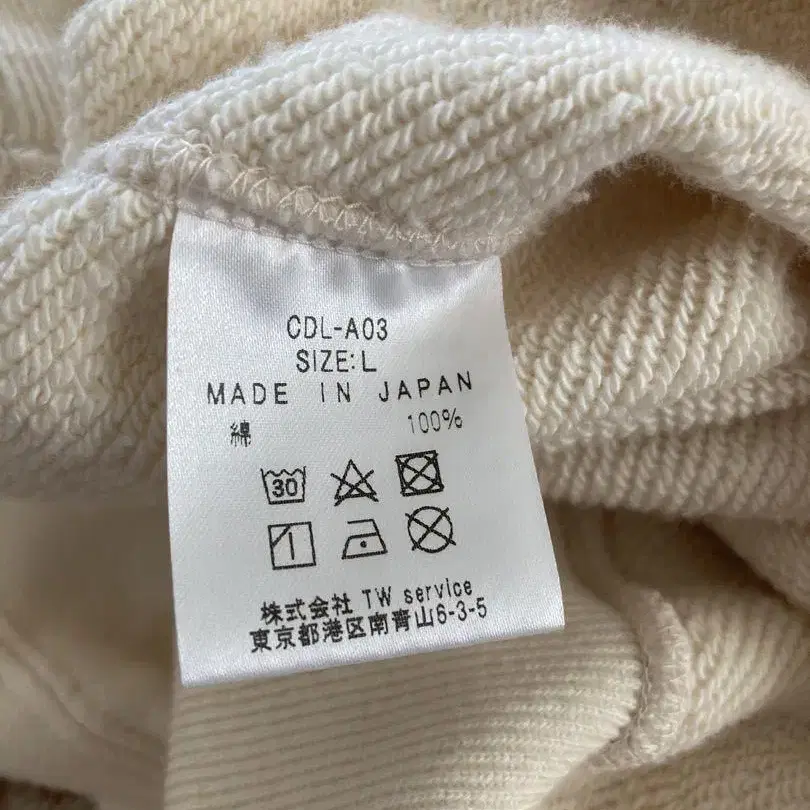 CDL-A03
SIZE:L
MADE IN JAPAN
綿 100%
30
株式会社 TW service
東京都港区南青山6-3-5